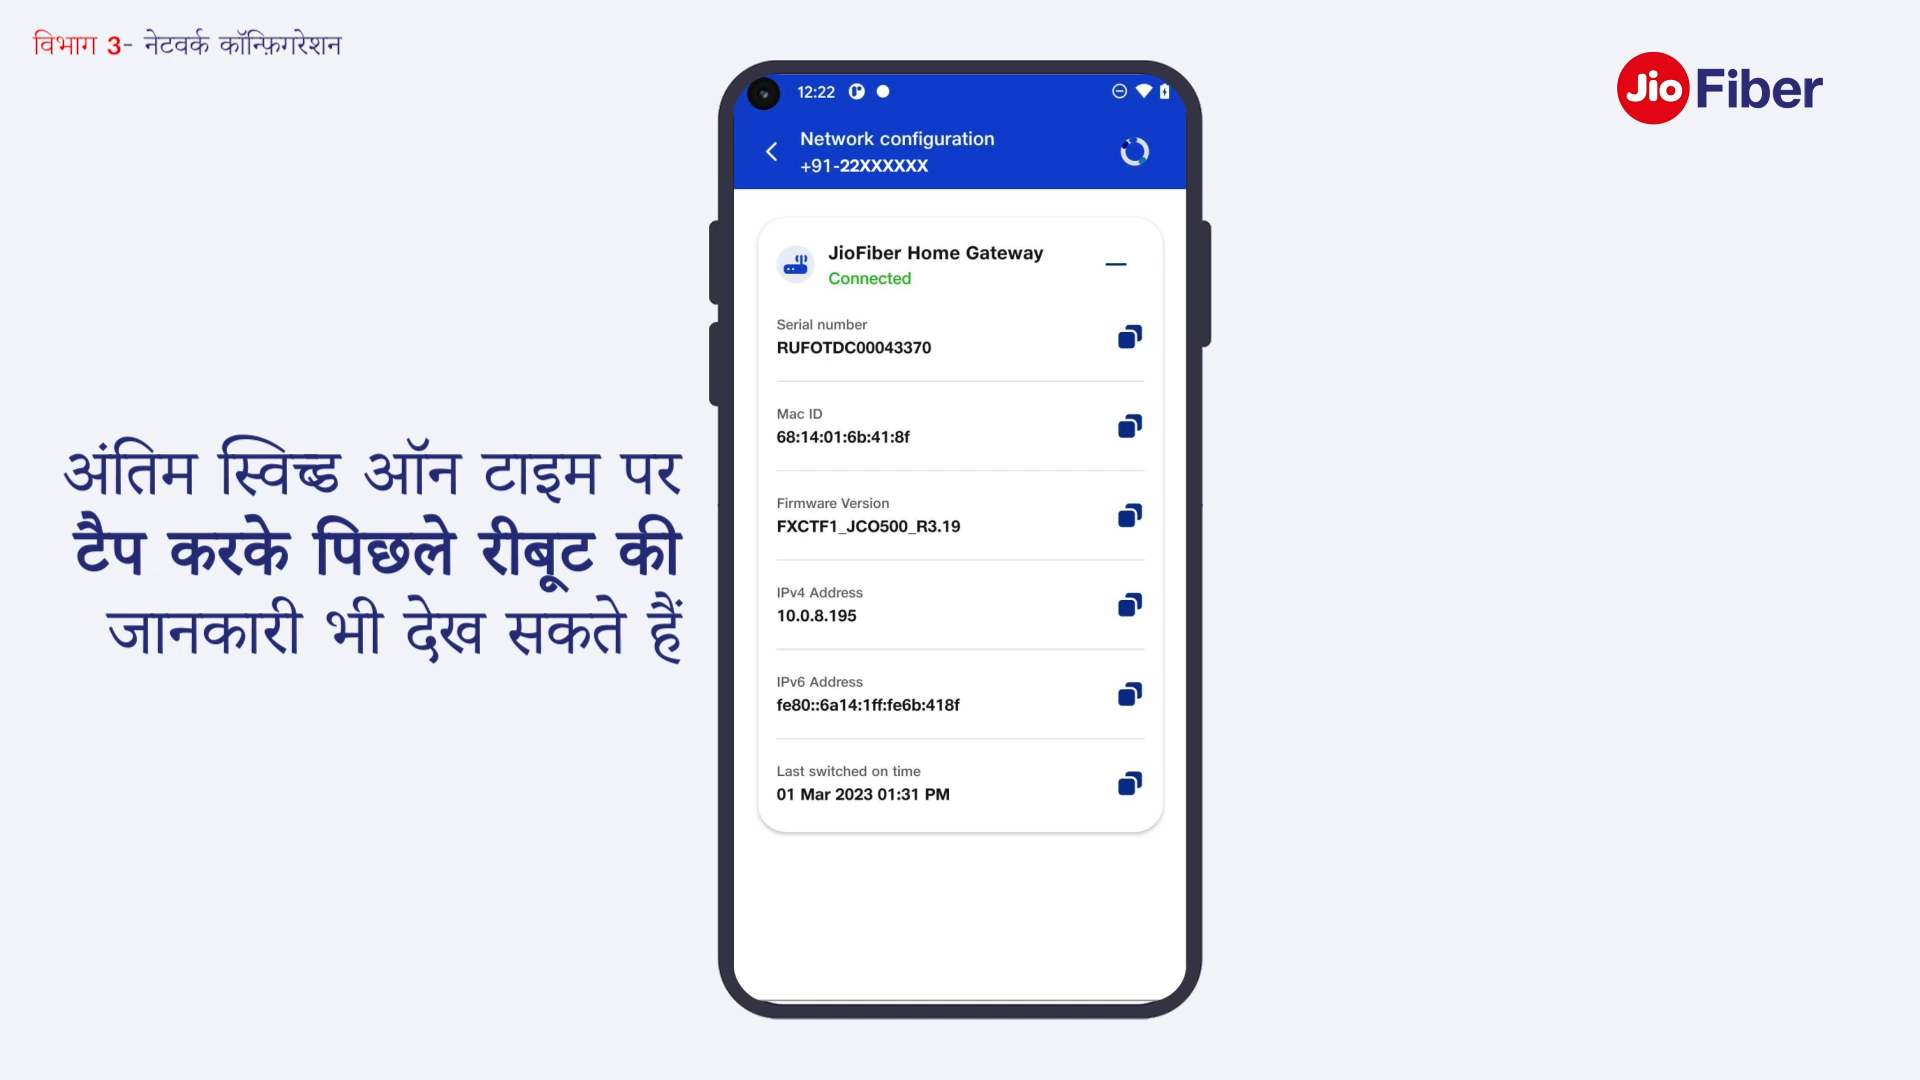 विभाग 3- नेटवर्क कॉन्फ़िगरेशन
Jio Fiber
अंतिम स्विच्ड ऑन टाइम पर
टैप करके पिछले रीबूट की
जानकारी भी देख सकते हैं
12:22
Network configuration
+91-22XXXXXX
JioFiber Home Gateway
Connected
Serial number
RUFOTDC00043370
Mac ID
68:14:01:6b:41:8f
Firmware Version
FXCTF1_JCO500_R3.19
IPv4 Address
10.0.8.195
IPv6 Address
fe80::6a14:1ff:fe6b:418f
Last switched on time
01 Mar 2023 01:31 PM